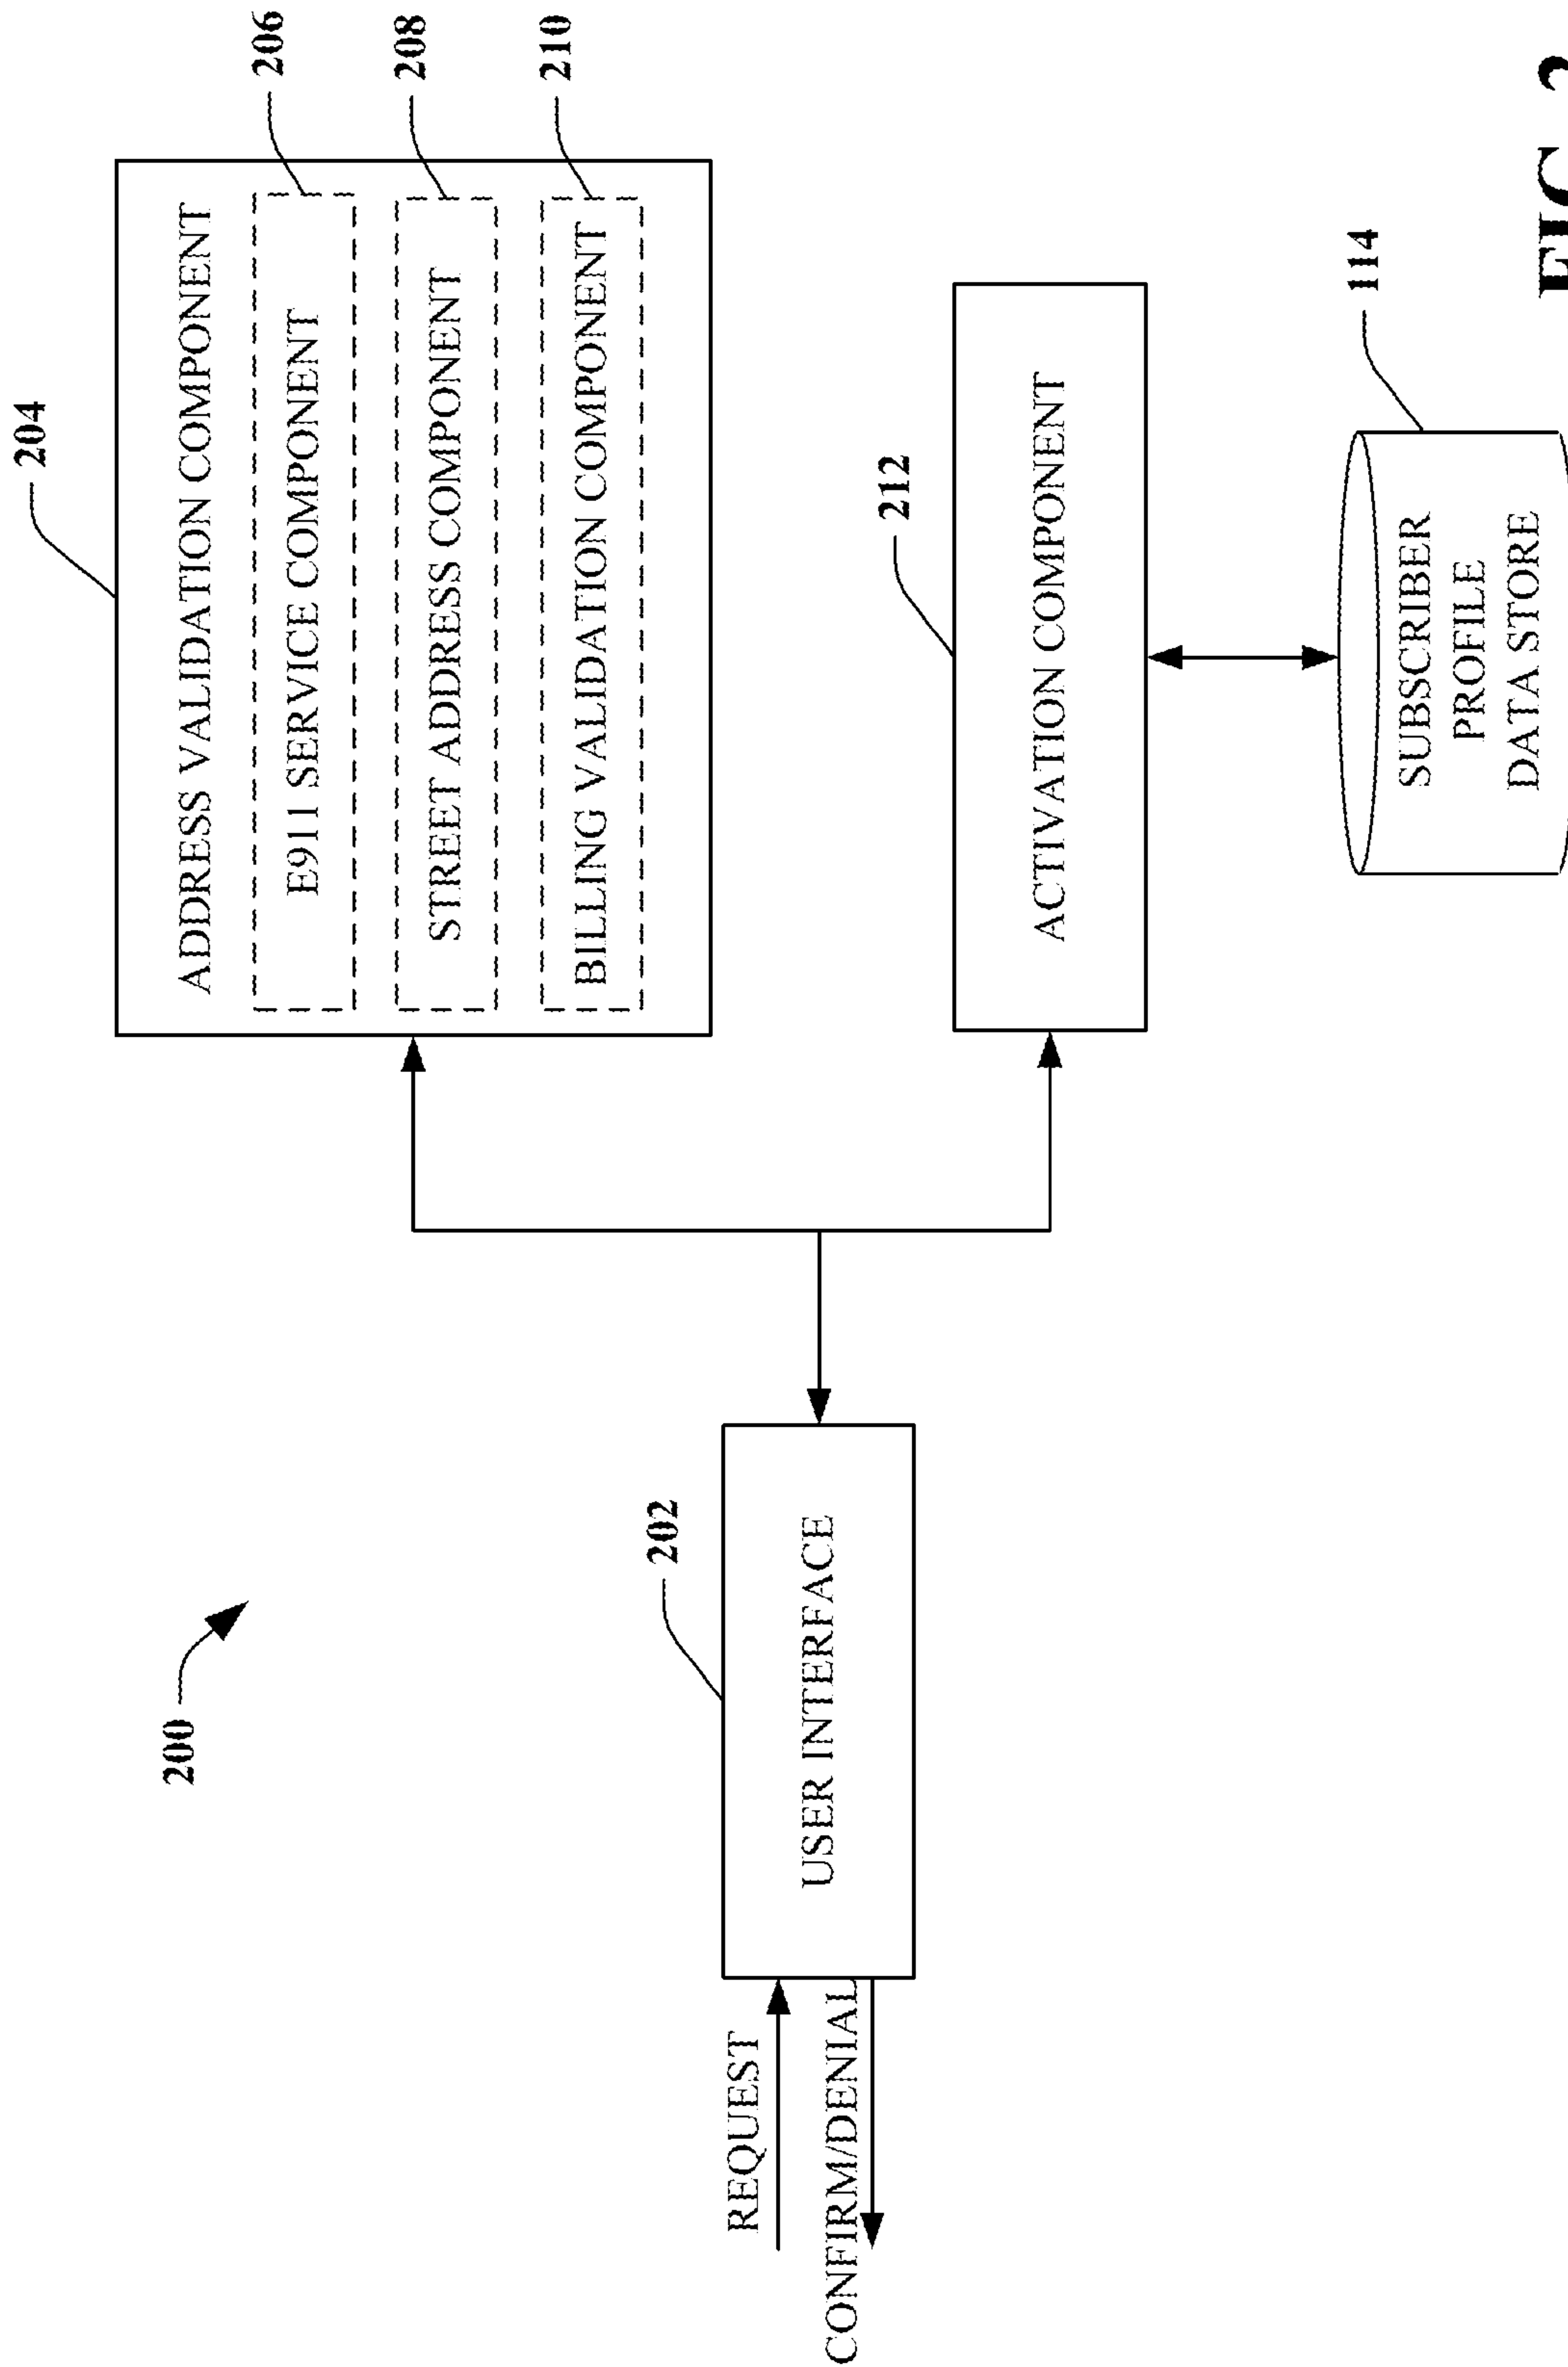 200
204
ADDRESS VALIDATION COMPONENT
E911 SERVICE COMPONENT
206
STREET ADDRESS COMPONENT
208
BILLING VALIDATION COMPONENT
210
202
REQUEST
USER INTERFACE
CONFIRM/DENIAL
212
ACTIVATION COMPONENT
114
SUBSCRIBER
PROFILE
DATA STORE